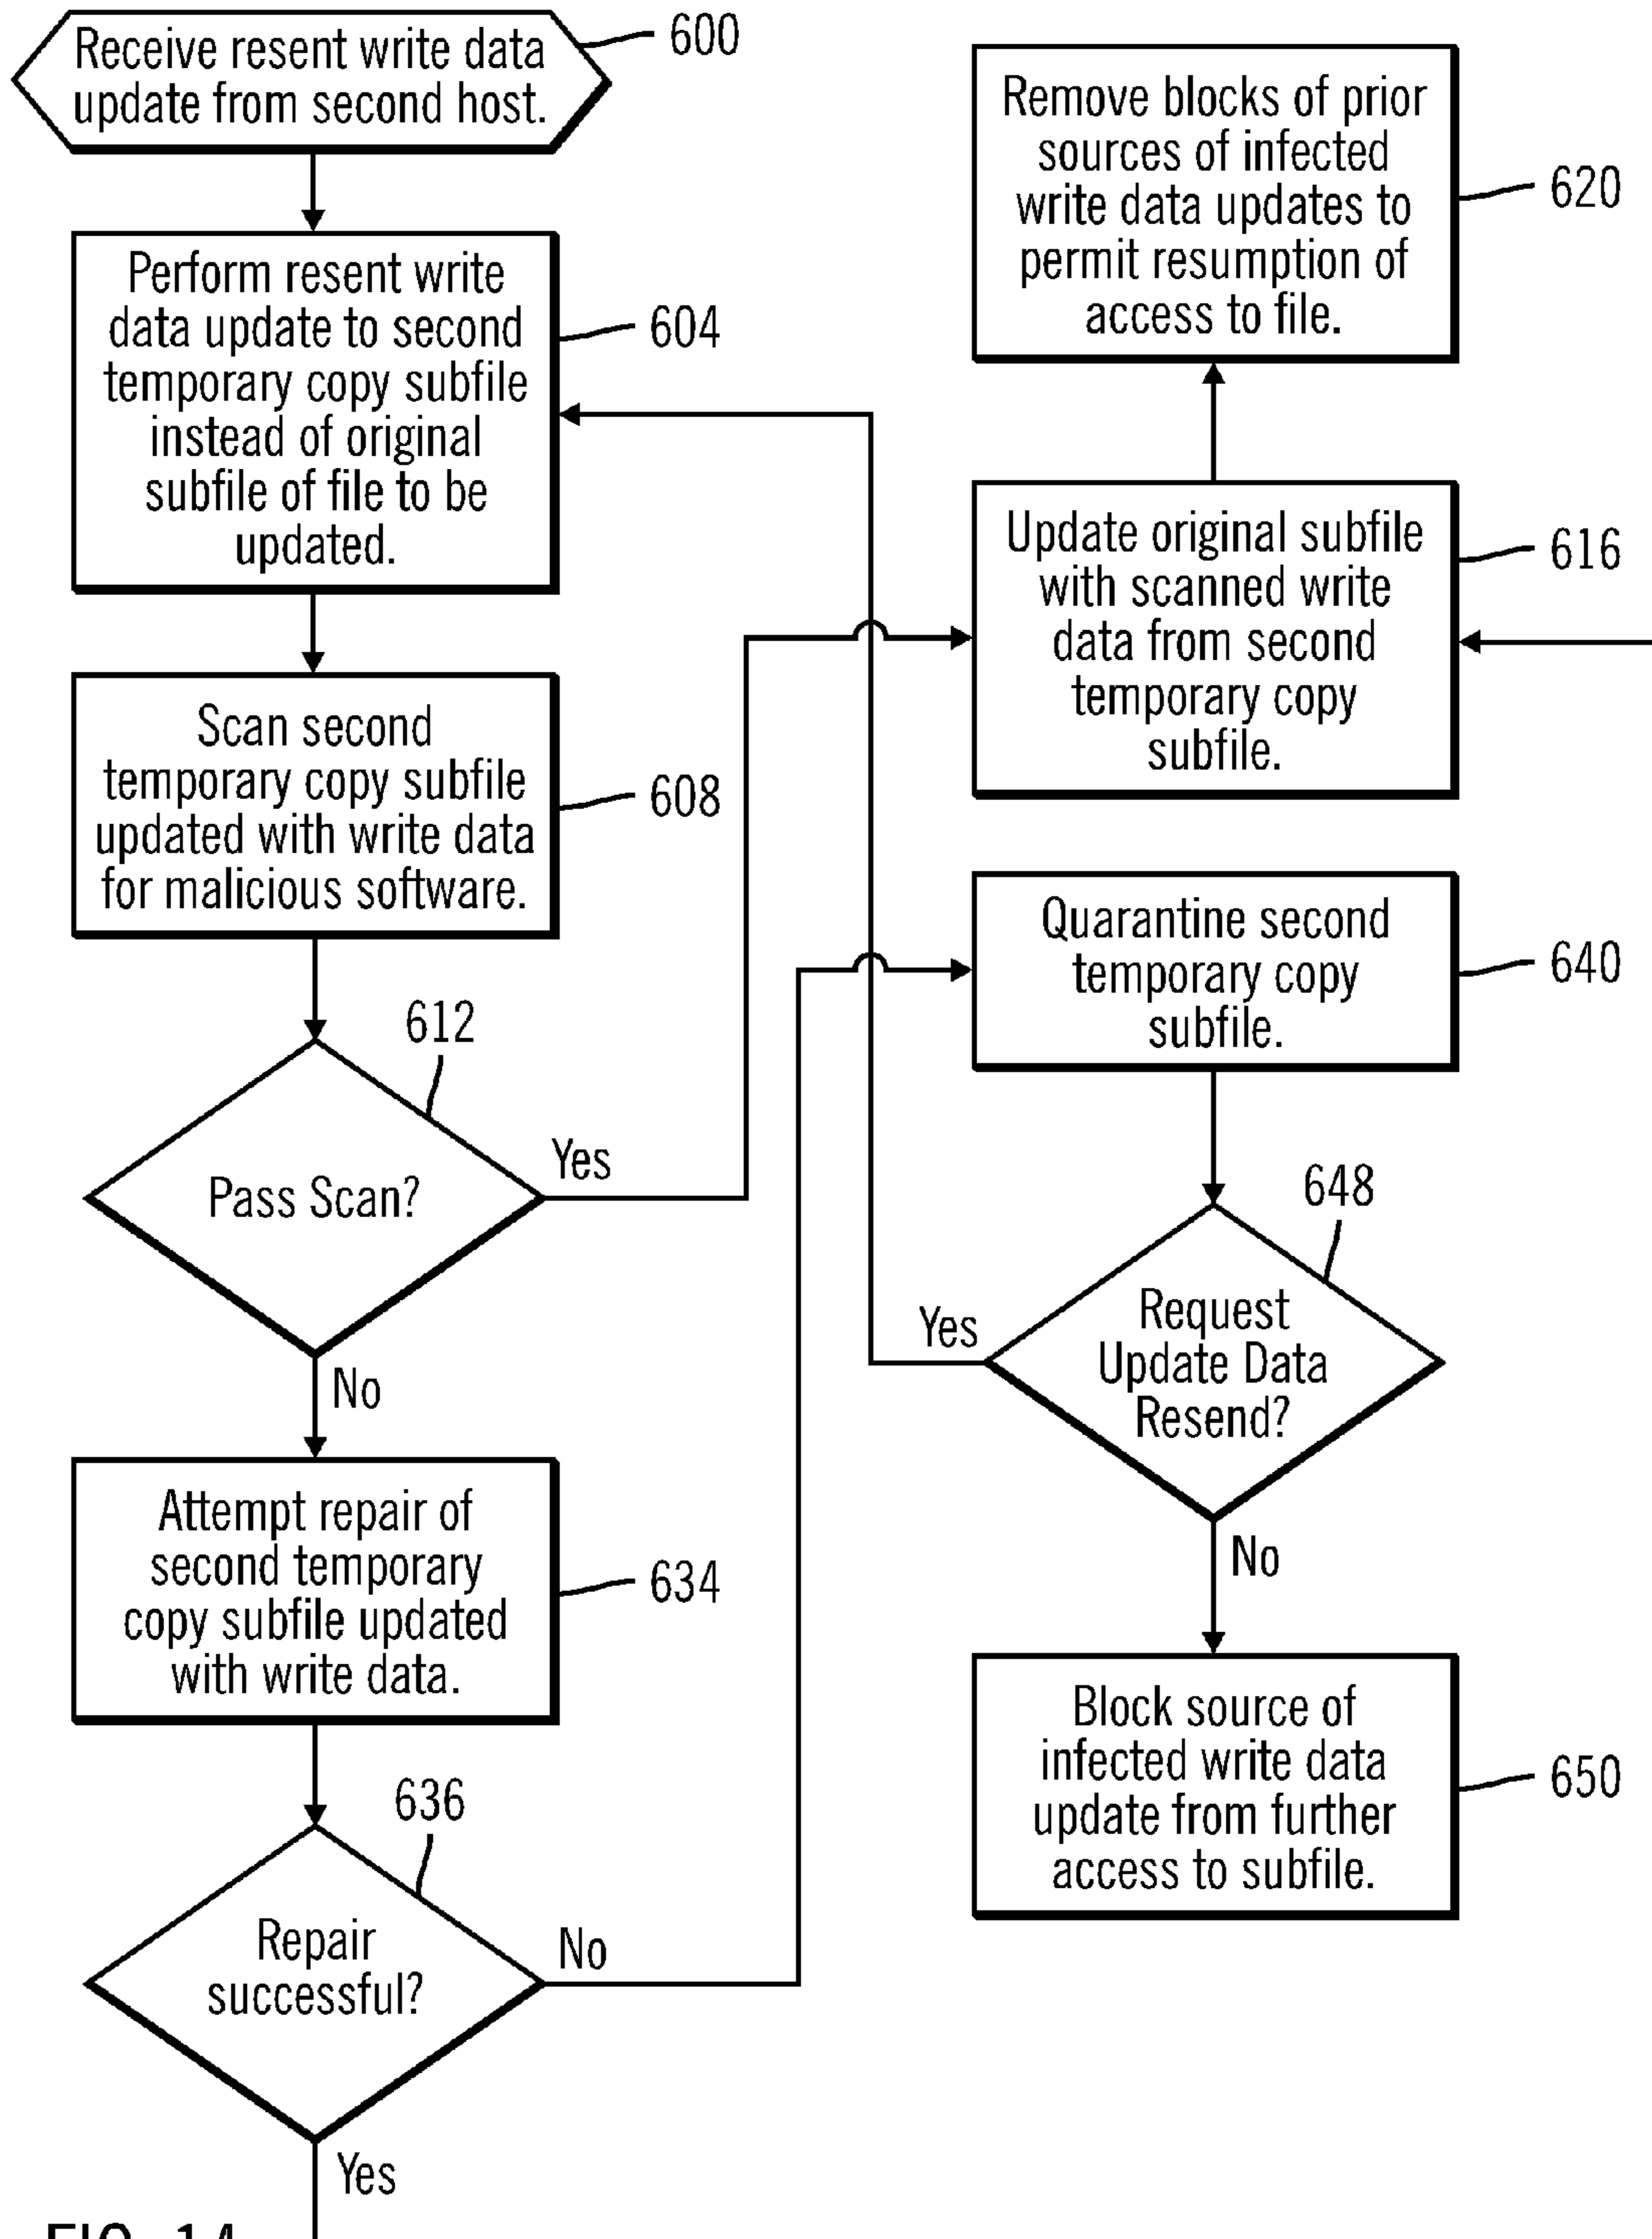 Receive resent write data
update from second host.
600
Perform resent write
data update to second
temporary copy subfile
instead of original
subfile of file to be
updated.
604
Scan second
temporary copy subfile
updated with write data
for malicious software.
608
612
Pass Scan?
Yes
No
Attempt repair of
second temporary
copy subfile updated
with write data.
634
636
Repair
successful?
No
Yes
Remove blocks of prior
sources of infected
write data updates to
permit resumption of
access to file.
620
Update original subfile
with scanned write
data from second
temporary copy
subfile.
616
Quarantine second
temporary copy
subfile.
640
648
Request
Update Data
Resend?
Yes
No
Block source of
infected write data
update from further
access to subfile.
650
FIG. 14